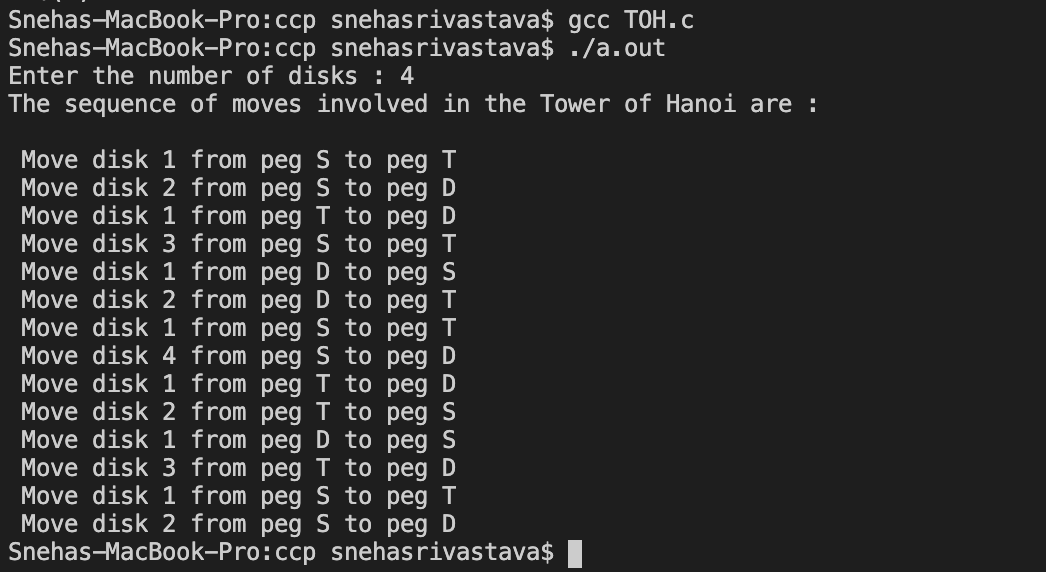 Snehas-MacBook-Pro:ccp snehasrivastava$ gcc TOH.c
Snehas-MacBook-Pro:ccp snehasrivastava$ ./a.out
Enter the number of disks : 4
The sequence of moves involved in the Tower of Hanoi are :
Move disk 1 from peg S to peg T
Move disk 2 from peg S to peg D
Move disk 1 from peg T to peg D
Move disk 3 from peg S to peg T
Move disk 1 from peg D to peg S
Move disk 2 from peg D to peg T
Move disk 1 from peg S to peg T
Move disk 4 from peg S to peg D
Move disk 1 from peg T to peg D
Move disk 2 from peg T to peg S
Move disk 1 from peg D to peg S
Move disk 3 from peg T to peg D
Move disk 1 from peg S to peg T
Move disk 2 from peg S to peg D
Snehas-MacBook-Pro:ccp snehasrivastava$